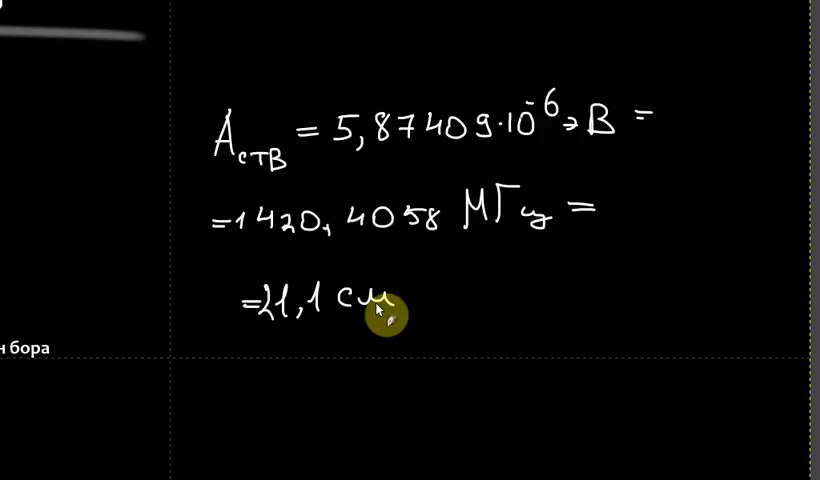 A_СТВ = 5,87409·10⁻⁶ эВ =
= 1420,4058 МГц =
= 21,1 см
н бора